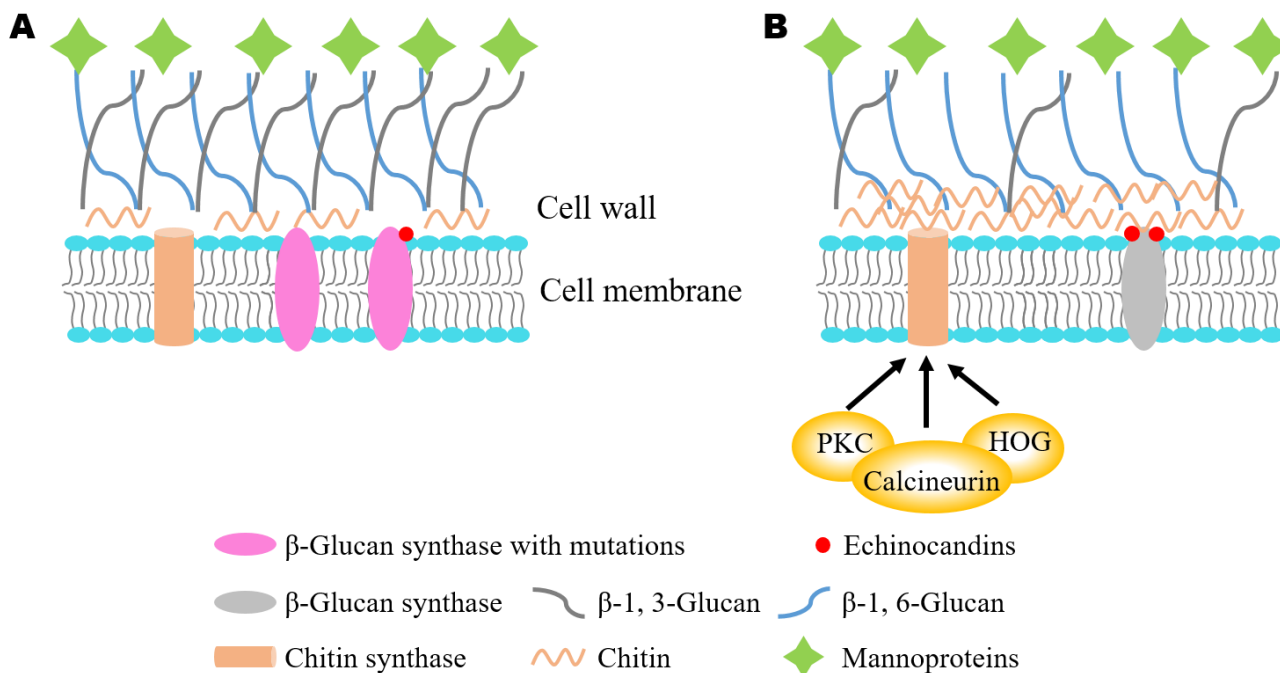 A
B
Cell wall
Cell membrane
PKC
HOG
Calcineurin
β-Glucan synthase with mutations
Echinocandins
β-Glucan synthase
β-1, 3-Glucan
β-1, 6-Glucan
Chitin synthase
Chitin
Mannoproteins